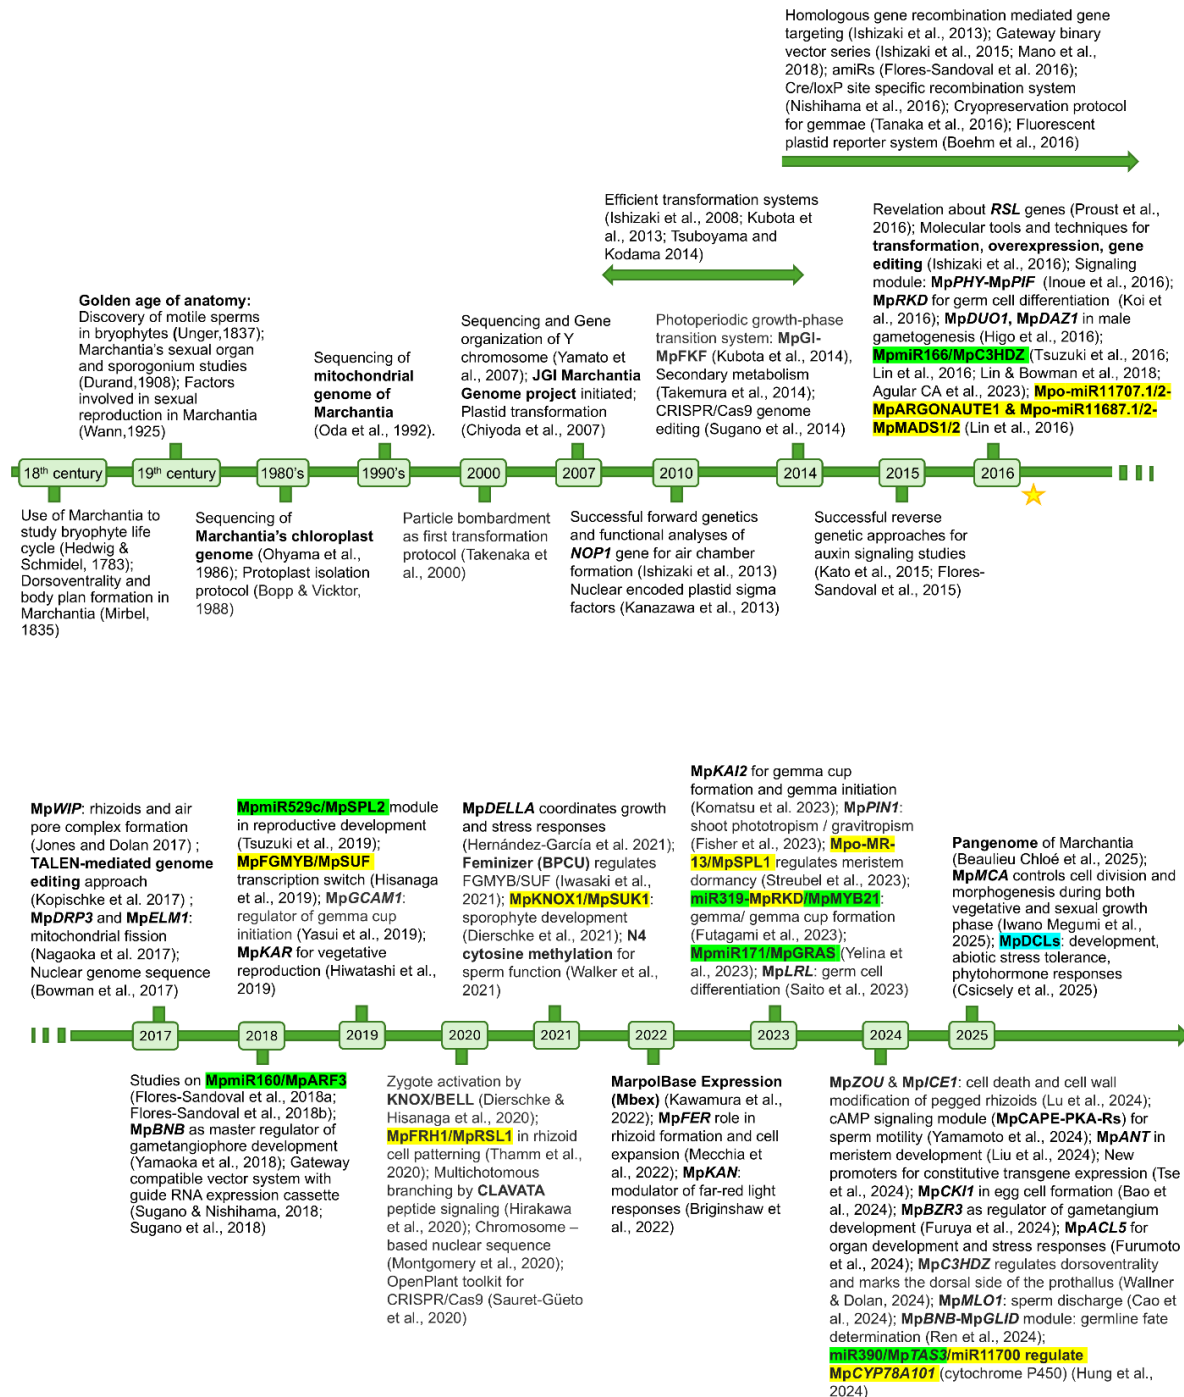 Homologous gene recombination mediated gene
targeting (Ishizaki et al., 2013); Gateway binary
vector series (Ishizaki et al., 2015; Mano et al.,
2018); amiRs (Flores-Sandoval et al. 2016);
Cre/loxP site specific recombination system
(Nishihama et al., 2016); Cryopreservation protocol
for gemmae (Tanaka et al., 2016); Fluorescent
plastid reporter system (Boehm et al., 2016)
Efficient transformation systems
(Ishizaki et al., 2008; Kubota et
al., 2013; Tsuboyama and
Kodama 2014)
Golden age of anatomy:
Discovery of motile sperms
in bryophytes (Unger,1837);
Marchantia's sexual organ
and sporogonium studies
(Durand,1908); Factors
involved in sexual
reproduction in Marchantia
(Wann,1925)
Sequencing of
mitochondrial
genome of
Marchantia
(Oda et al., 1992).
Sequencing and Gene
organization of Y
chromosome (Yamato et
al., 2007); JGI Marchantia
Genome project initiated;
Plastid transformation
(Chiyoda et al., 2007)
Photoperiodic growth-phase
transition system: MpGI-
MpFKF (Kubota et al., 2014),
Secondary metabolism
(Takemura et al., 2014);
CRISPR/Cas9 genome
editing (Sugano et al., 2014)
Revelation about RSL genes (Proust et al.,
2016); Molecular tools and techniques for
transformation, overexpression, gene
editing (Ishizaki et al., 2016); Signaling
module: MpPHY-MpPIF (Inoue et al., 2016);
MpRKD for germ cell differentiation (Koi
et al., 2016); MpDUO1, MpDAZ1 in male
gametogenesis (Higo et al., 2016);
MpmiR166/MpC3HDZ (Tsuzuki et al., 2016;
Lin et al., 2016; Lin & Bowman et al., 2018;
Agular CA et al., 2023); Mpo-miR11707.1/2-
MpARGONAUTE1 & Mpo-miR11687.1/2-
MpMADS1/2 (Lin et al., 2016)
18th century
19th century
1980's
1990's
2000
2007
2010
2014
2015
2016
Use of Marchantia to
study bryophyte life
cycle (Hedwig &
Schmidel, 1783);
Dorsoventrality and
body plan formation in
Marchantia (Mirbel,
1835)
Sequencing of
Marchantia's chloroplast
genome (Ohyama et al.,
1986); Protoplast isolation
protocol (Bopp & Vicktor,
1988)
Particle bombardment
as first transformation
protocol (Takenaka et
al., 2000)
Successful forward genetics
and functional analyses of
NOP1 gene for air chamber
formation (Ishizaki et al., 2013)
Nuclear encoded plastid sigma
factors (Kanazawa et al., 2013)
Successful reverse
genetic approaches for
auxin signaling studies
(Kato et al., 2015; Flores-
Sandoval et al., 2015)
MpWIP: rhizoids and air
pore complex formation
(Jones and Dolan 2017) ;
TALEN-mediated genome
editing approach
(Kopischke et al. 2017) ;
MpDRP3 and MpELM1:
mitochondrial fission
(Nagaoka et al. 2017);
Nuclear genome sequence
(Bowman et al., 2017)
MpmiR529c/MpSPL2 module
in reproductive development
(Tsuzuki et al., 2019);
MpFGMYB/MpSUF
transcription switch (Hisanaga
et al., 2019); MpGCAM1:
regulator of gemma cup
initiation (Yasui et al., 2019);
MpKAR for vegetative
reproduction (Hiwatashi et al.,
2019)
MpDELLA coordinates growth
and stress responses
(Hernández-García et al. 2021);
Feminizer (BPCU) regulates
FGMYB/SUF (Iwasaki et al.,
2021); MpKNOX1/MpSUK1:
sporophyte development
(Dierschke et al., 2021); N4
cytosine methylation for
sperm function (Walker et al.,
2021)
MpKAI2 for gemma cup
formation and gemma initiation
(Komatsu et al. 2023); MpPIN1:
shoot phototropism / gravitropism
(Fisher et al., 2023); Mpo-MR-
13/MpSPL1 regulates meristem
dormancy (Streubel et al., 2023);
miR319-MpRKD/MpMYB21:
gemma/ gemma cup formation
(Futagami et al., 2023);
MpmiR171/MpGRAS (Yelina et
al., 2023); MpLRL: germ cell
differentiation (Saito et al., 2023)
Pangenome of Marchantia
(Beaulieu Chloé et al., 2025);
MpMCA controls cell division and
morphogenesis during both
vegetative and sexual growth
phase (Iwano Megumi et al.,
2025); MpDCLs: development,
abiotic stress tolerance,
phytohormone responses
(Csicsely et al., 2025)
2017
2018
2019
2020
2021
2022
2023
2024
2025
Studies on MpmiR160/MpARF3
(Flores-Sandoval et al., 2018a;
Flores-Sandoval et al., 2018b);
MpBNB as master regulator of
gametangiophore development
(Yamaoka et al., 2018); Gateway
compatible vector system with
guide RNA expression cassette
(Sugano & Nishihama, 2018;
Sugano et al., 2018)
Zygote activation by
KNOX/BELL (Dierschke &
Hisanaga et al., 2020);
MpFRH1/MpRSL1 in rhizoid
cell patterning (Thamm et al.,
2020); Multichotomous
branching by CLAVATA
peptide signaling (Hirakawa
et al., 2020); Chromosome –
based nuclear sequence
(Montgomery et al., 2020);
OpenPlant toolkit for
CRISPR/Cas9 (Sauret-Güeto
et al., 2020)
MarpolBase Expression
(Mbex) (Kawamura et al.,
2022); MpFER role in
rhizoid formation and cell
expansion (Mecchia et
al., 2022); MpKAN:
modulator of far-red light
responses (Briginshaw et
al., 2022)
MpZOU & MpICE1: cell death and cell wall
modification of pegged rhizoids (Lu et al., 2024);
cAMP signaling module (MpCAPE-PKA-Rs) for
sperm motility (Yamamoto et al., 2024); MpANT in
meristem development (Liu et al., 2024); New
promoters for constitutive transgene expression (Tse
et al., 2024); MpCKI1 in egg cell formation (Bao et
al., 2024); MpBZR3 as regulator of gametangium
development (Furuya et al., 2024); MpACL5 for
organ development and stress responses (Furumoto
et al., 2024); MpC3HDZ regulates dorsoventrality
and marks the dorsal side of the prothallus (Wallner
& Dolan, 2024); MpMLO1: sperm discharge (Cao et
al., 2024); MpBNB-MpGLID module: germline fate
determination (Ren et al., 2024);
miR390/MpTAS3/miR11700 regulate
MpCYP78A101 (cytochrome P450) (Hung et al.,
2024)